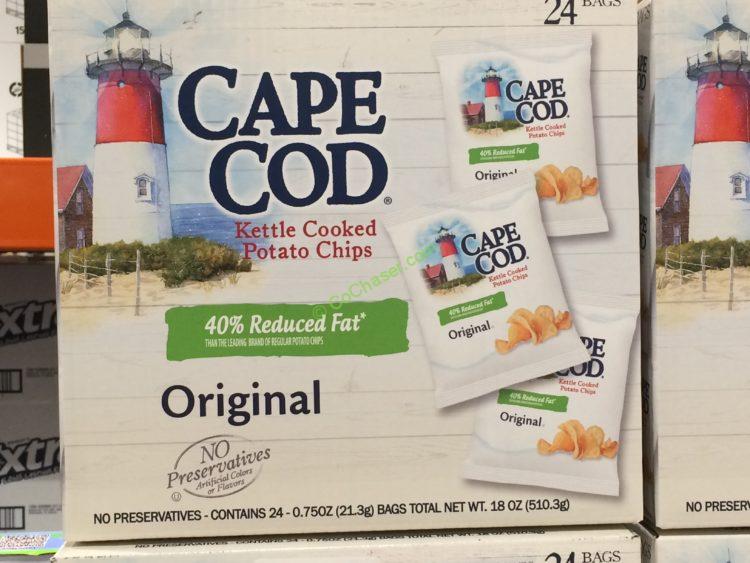 24 BAGS
CAPE
COD®
Kettle Cooked
Potato Chips
40% Reduced Fat*
THAN THE LEADING BRAND OF REGULAR POTATO CHIPS
Original
NO
Preservatives
Artificial Colors
or Flavors
NO PRESERVATIVES - CONTAINS 24 - 0.75OZ (21.3g) BAGS TOTAL NET WT. 18 OZ (510.3g)
CAPE
COD®
Kettle Cooked
Potato Chips
40% Reduced Fat*
Original
CAPE
COD®
Kettle Cooked
Potato Chips
40% Reduced Fat*
Original
PE
COD®
Kettle Cooked
Potato Chips
40% Reduced Fat*
Original
© CoChaser.com
NO PRESERV
xtr
xtr
24 BAGS